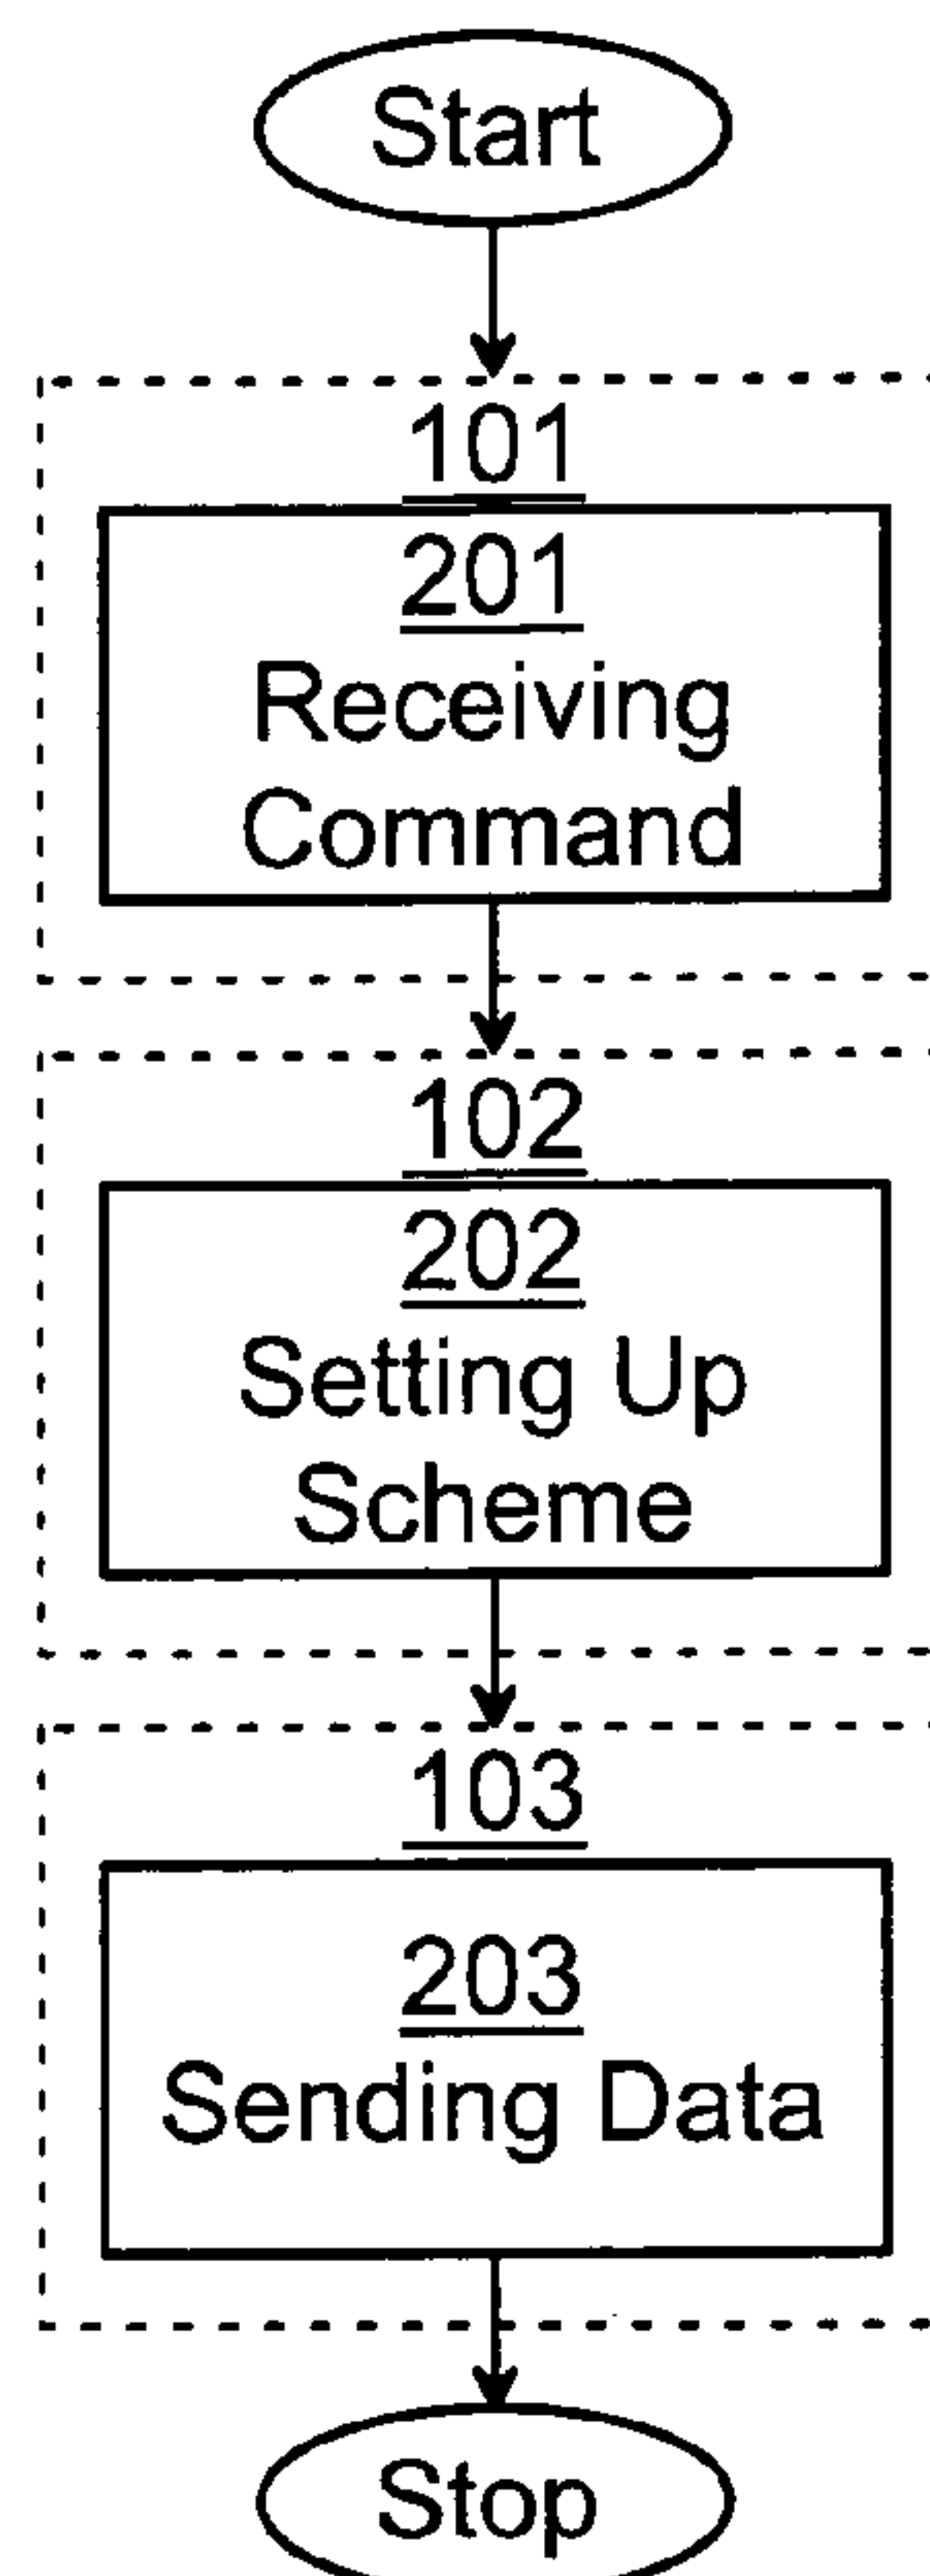 Start
101
201
Receiving
Command
102
202
Setting Up
Scheme
103
203
Sending Data
Stop